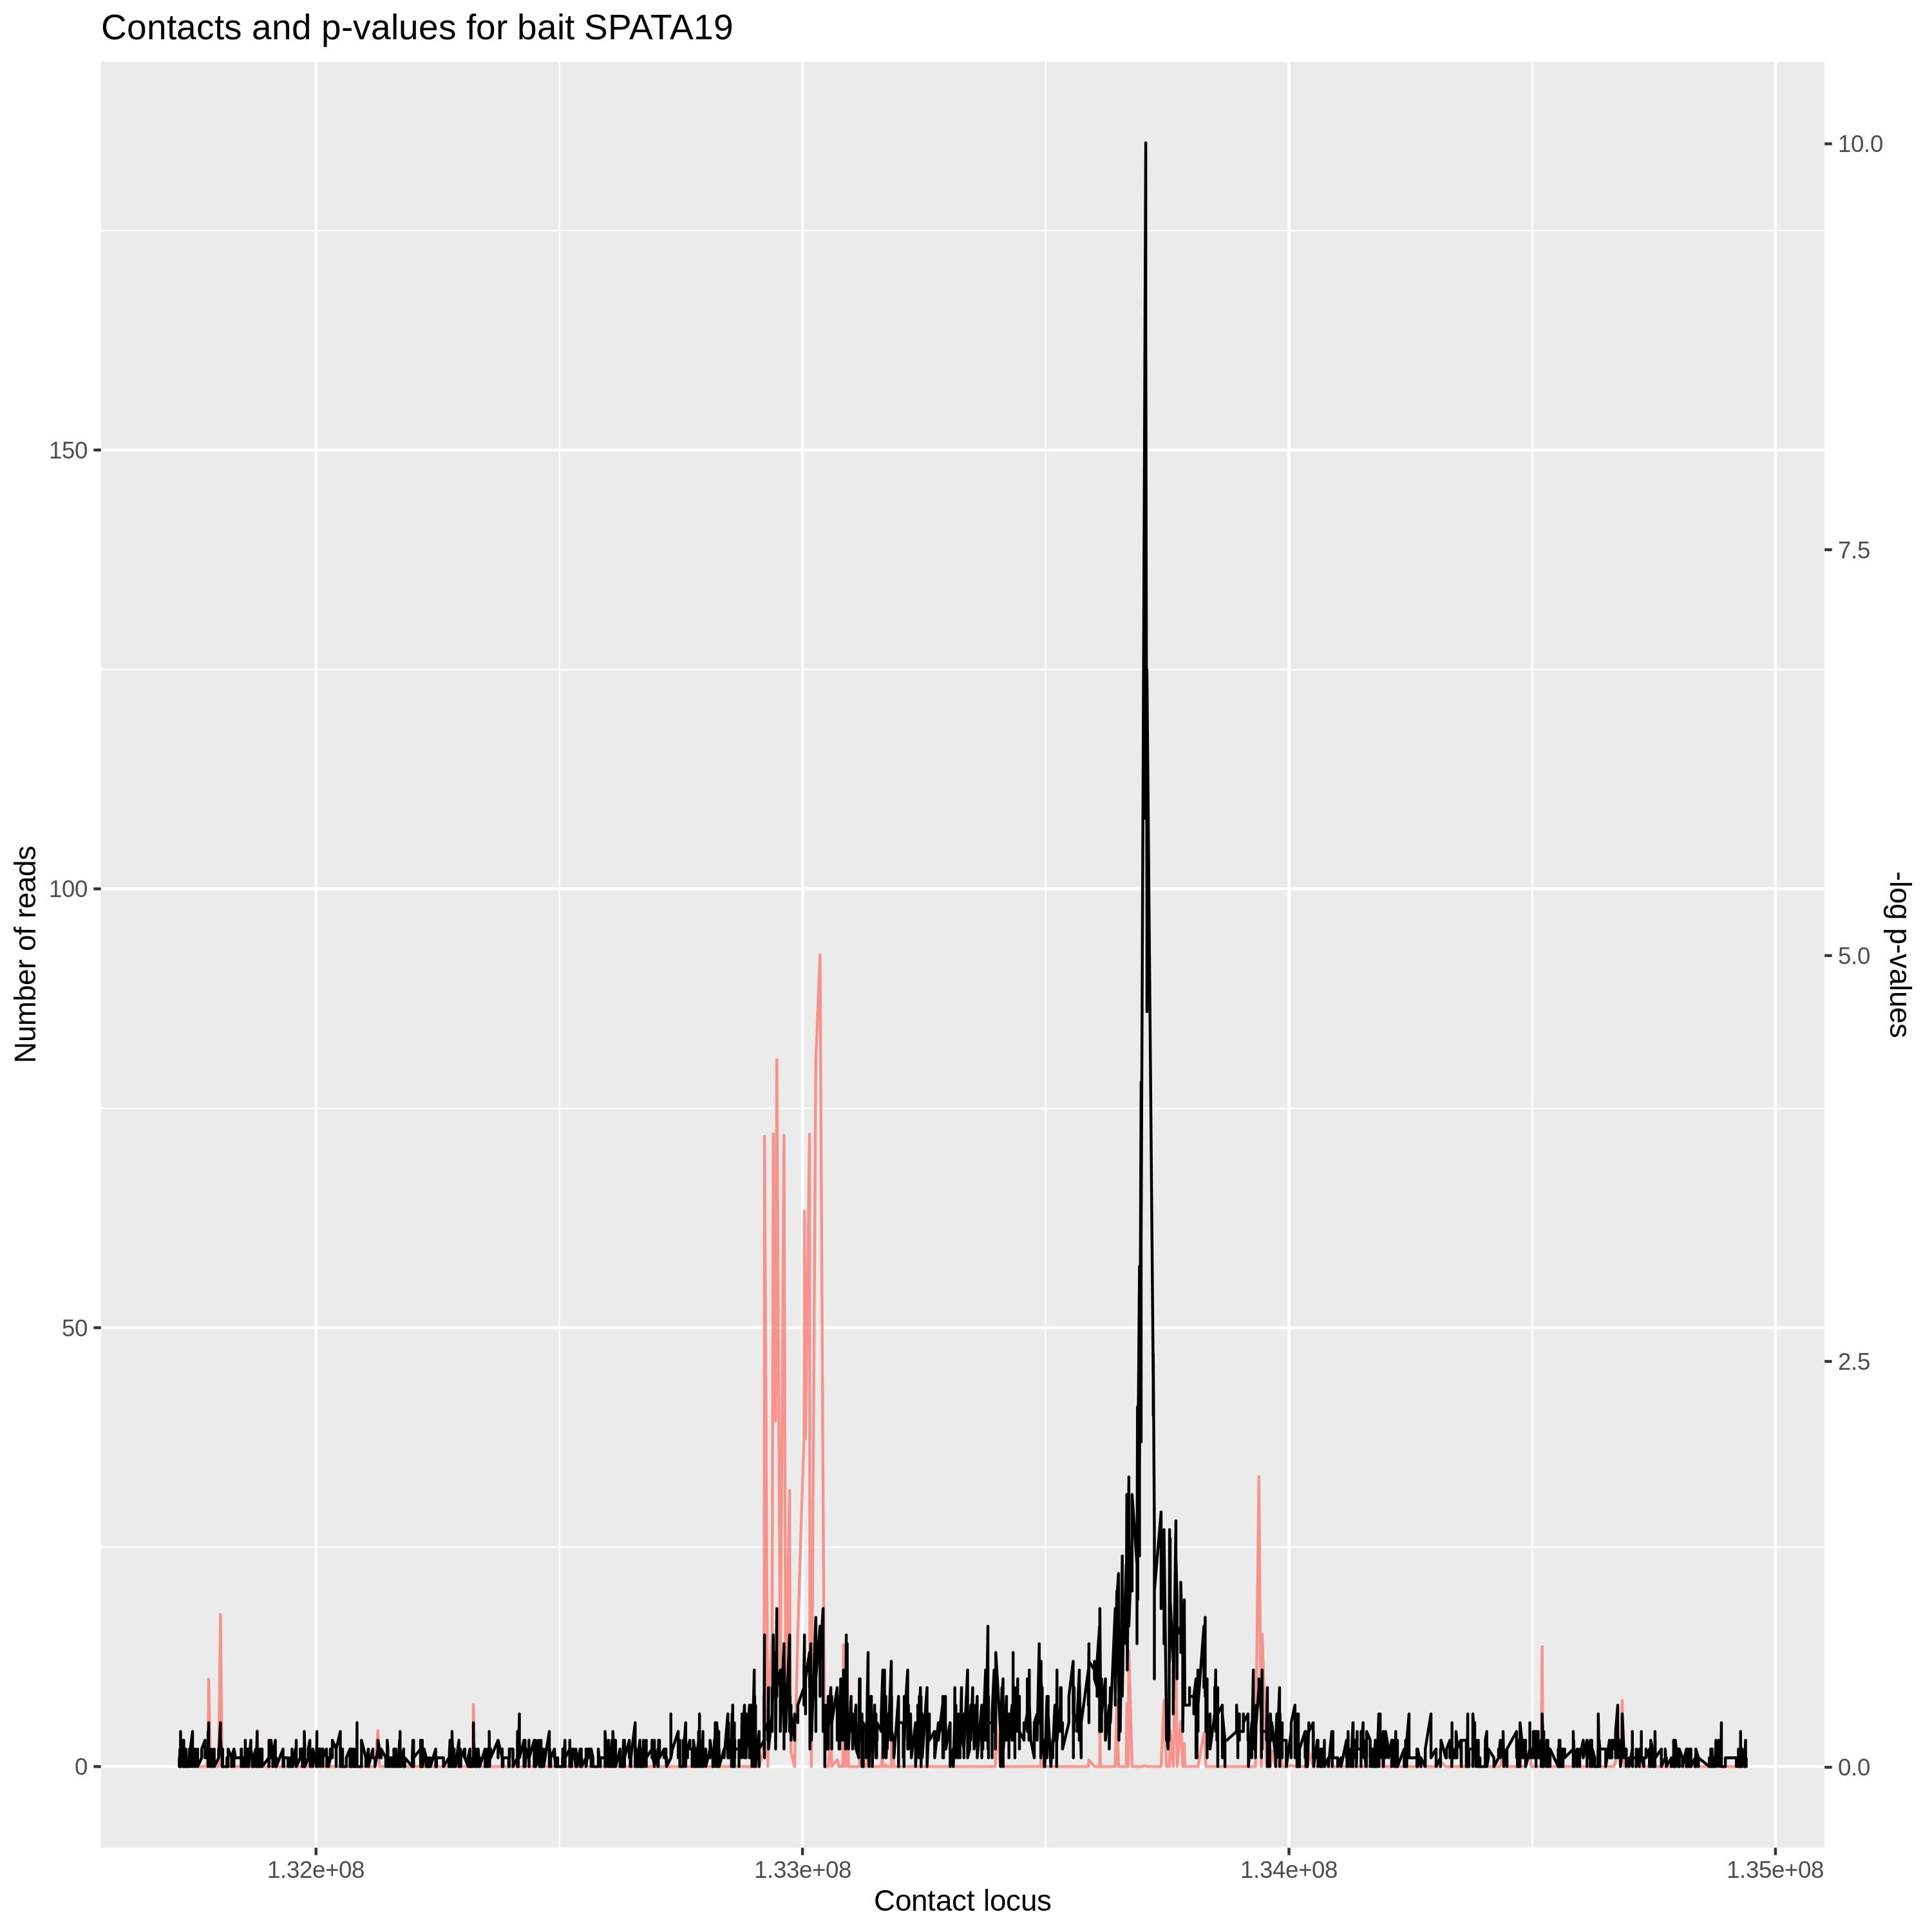 Contacts and p-values for bait SPATA19
10.0
150
7.5
100
Number of reads
-log p-values
5.0
50
2.5
0
0.0
1.32e+08 1.33e+08 1.34e+08 1.35e+08
Contact locus